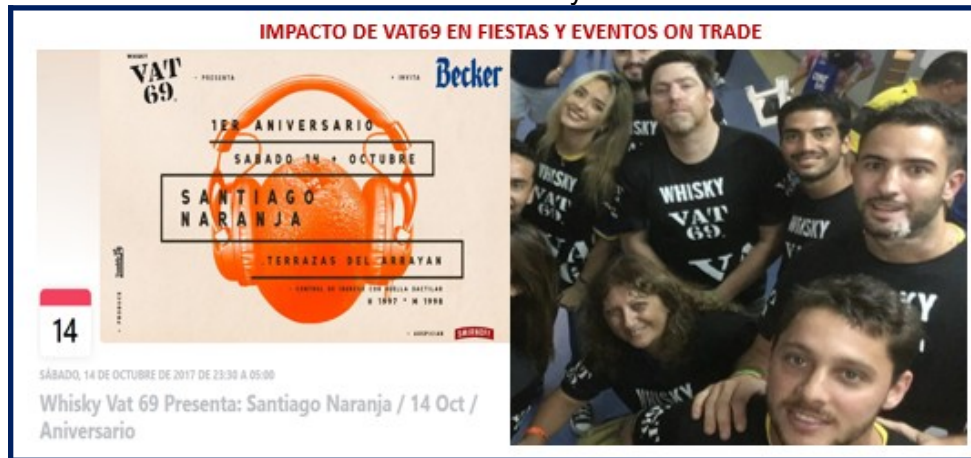 IMPACTO DE VAT69 EN FIESTAS Y EVENTOS ON TRADE
WHISKY
VAT
69.
- PRESENTA
+ INVITA
Becker
1ER ANIVERSARIO
SABADO 14 + OCTUBRE
SANTIAGO
NARANJA
.TERRAZAS DEL ARRAYAN
- CONTROL DE INGRESO CON HUELLA DACTILAR
H 1997 * M 1998
+ PRODUCE
- AUSPICIAN
SMIRNOFF
14
SÁBADO, 14 DE OCTUBRE DE 2017 DE 23:30 A 05:00
Whisky Vat 69 Presenta: Santiago Naranja / 14 Oct /
Aniversario
WHISKY
VAT
69.
WHISKY
VAT
69.
WHISKY